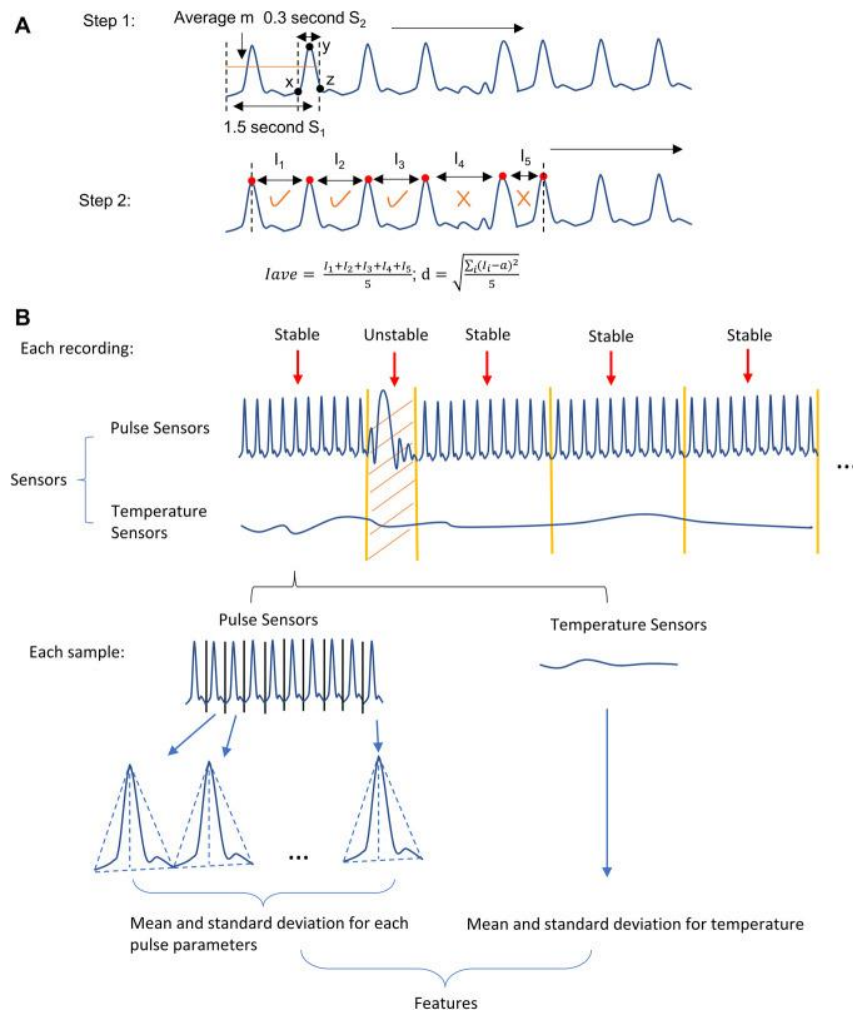 A
Step 1:
Average m 0.3 second S2
y
x
z
1.5 second S1
Step 2:
I1 I2 I3 I4 I5
Iave = (I1+I2+I3+I4+I5)/5; d = √(∑i(Ii−a)²/5)
B
Each recording:
Stable Unstable Stable Stable Stable
Pulse Sensors
Sensors
Temperature
Sensors
...
Pulse Sensors
Temperature Sensors
Each sample:
...
Mean and standard deviation for each
pulse parameters
Mean and standard deviation for temperature
Features